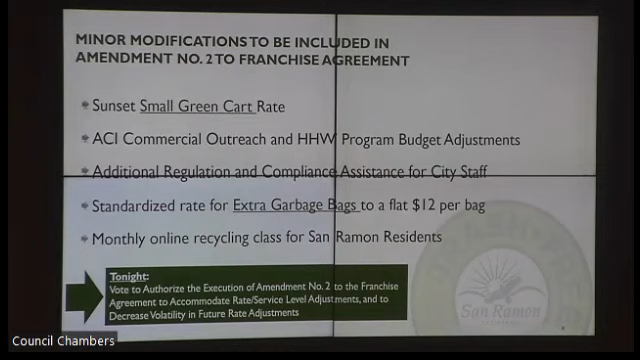 MINOR MODIFICATIONS TO BE INCLUDED IN
AMENDMENT NO. 2 TO FRANCHISE AGREEMENT
Sunset Small Green Cart Rate
ACI Commercial Outreach and HHW Program Budget Adjustments
Additional Regulation and Compliance Assistance for City Staff
Standardized rate for Extra Garbage Bags to a flat $12 per bag
Monthly online recycling class for San Ramon Residents
Tonight:
Vote to Authorize the Execution of Amendment No. 2 to the Franchise
Agreement to Accommodate Rate/Service Level Adjustments, and to
Decrease Volatility in Future Rate Adjustments
San Ramon
Council Chambers